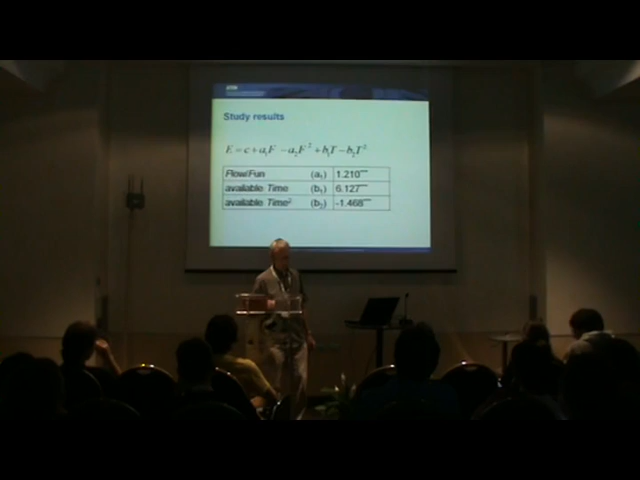 Study results
E = c + a₁F − a₂F² + b₁T − b₂T²
Flow/Fun (a₁) 1.210***
available Time (b₁) 6.127***
available Time² (b₂) -1.468***